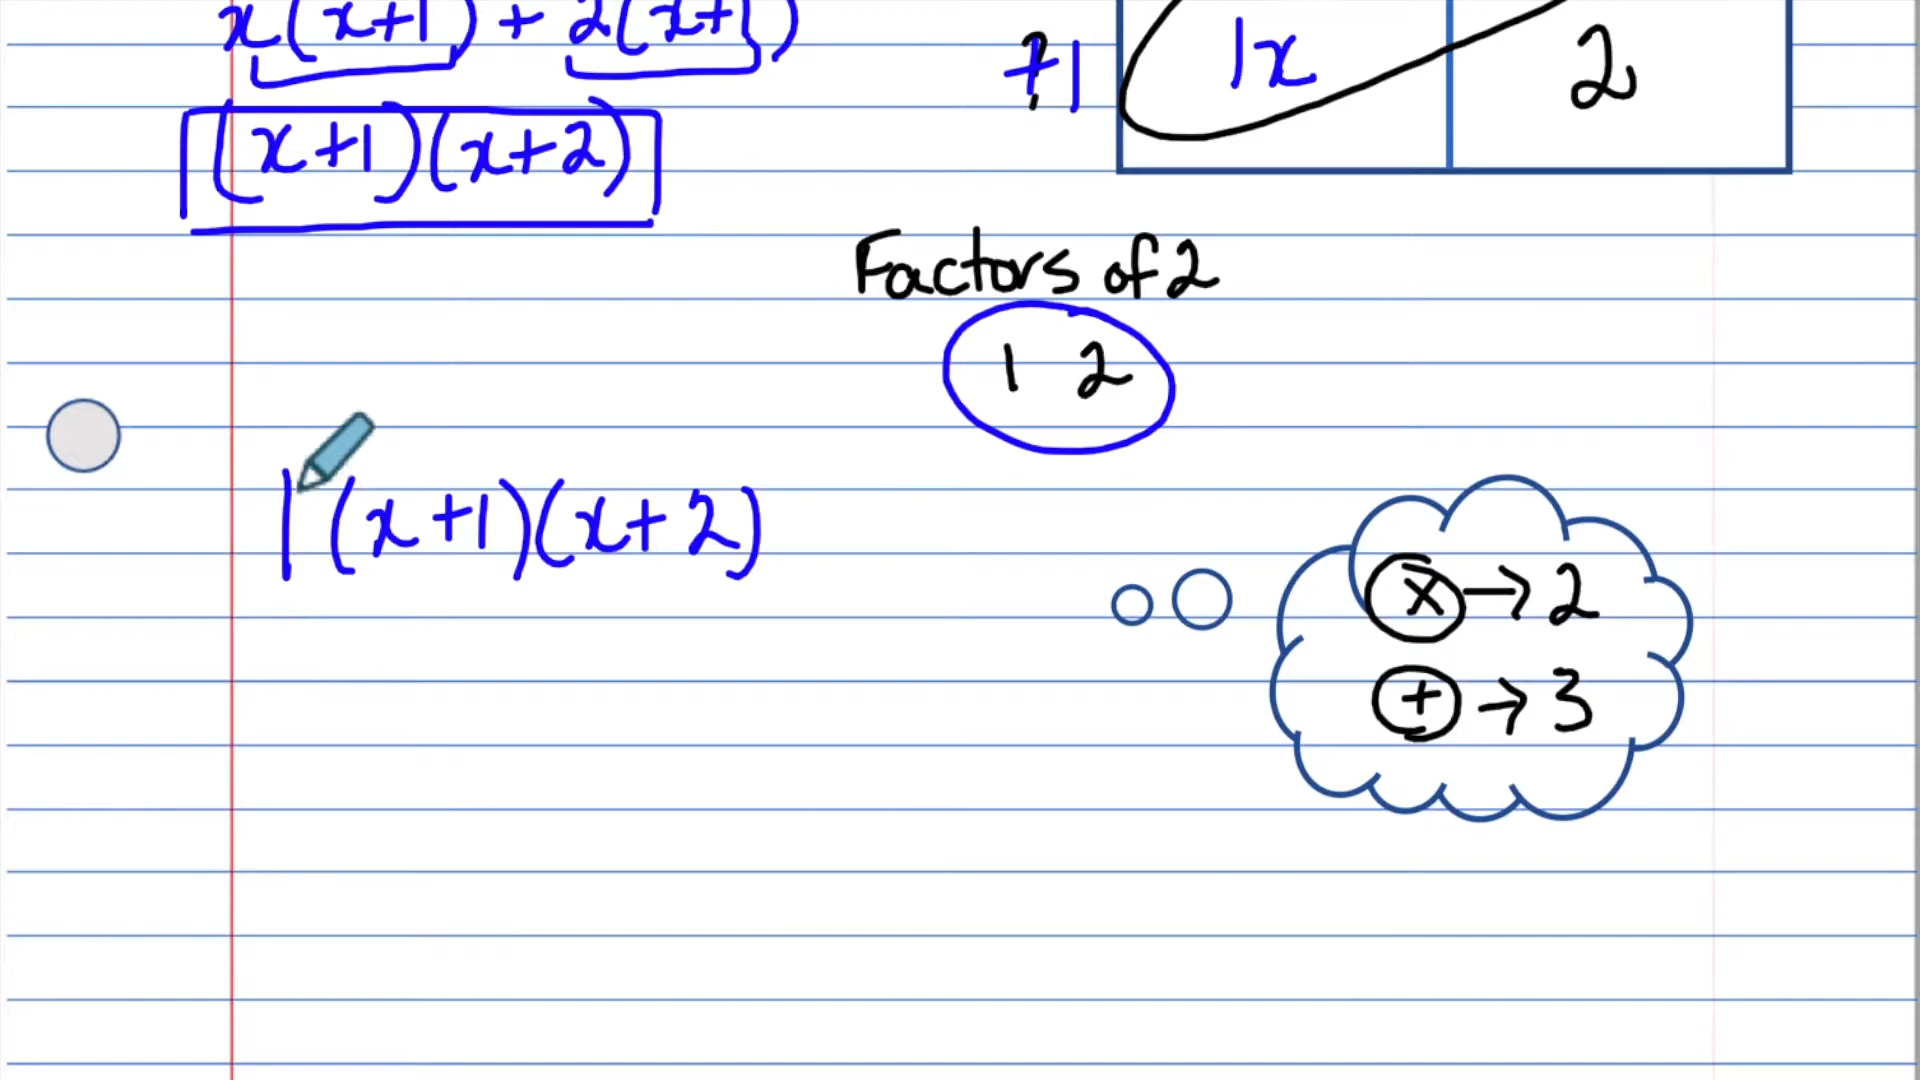 x(x+1) + 2(x+1)
(x+1)(x+2)
+1
1x
2
Factors of 2
1 2
(x+1)(x+2)
x → 2
+ → 3